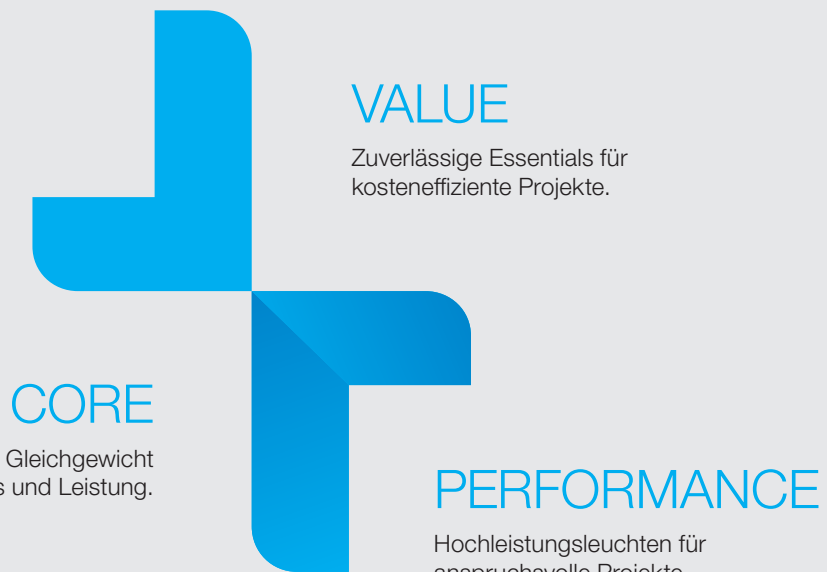 VALUE
Zuverlässige Essentials für
kosteneffiziente Projekte.
CORE
Gleichgewicht
und Leistung.
PERFORMANCE
Hochleistungsleuchten für
anspruchsvolle Projekte.